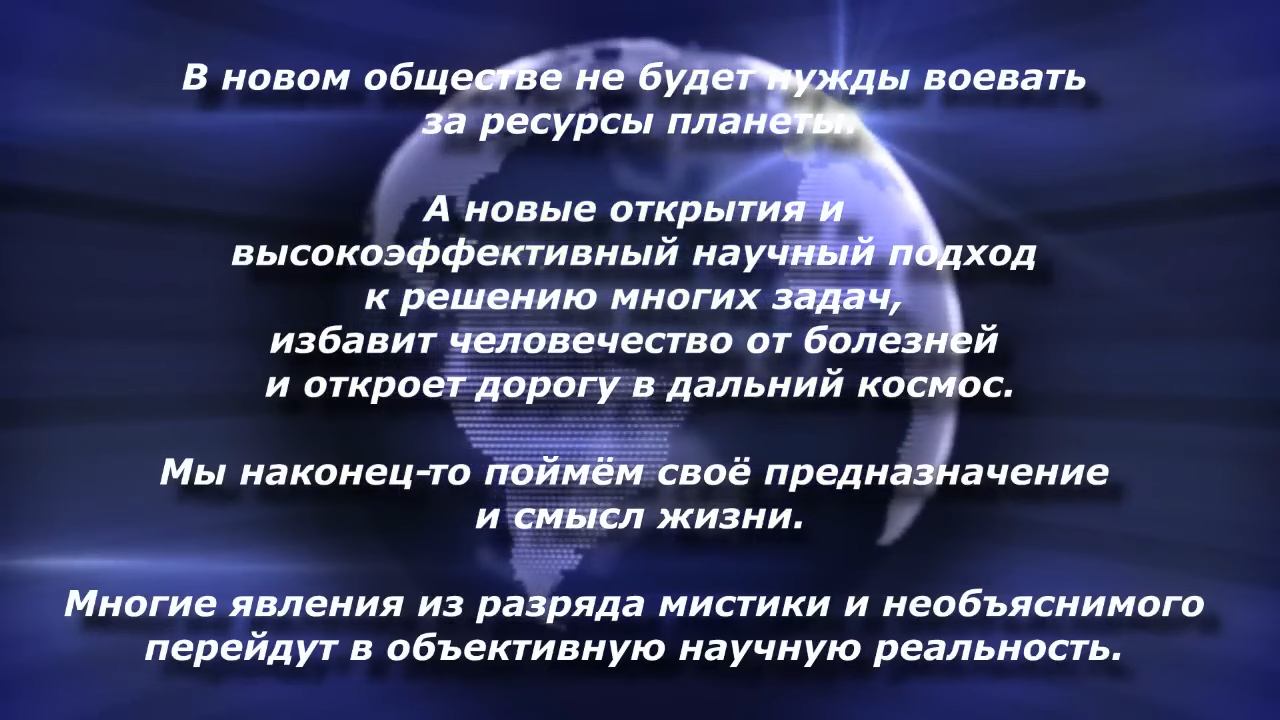 В новом обществе не будет нужды воевать
за ресурсы планеты.
А новые открытия и
высокоэффективный научный подход
к решению многих задач,
избавит человечество от болезней
и откроет дорогу в дальний космос.
Мы наконец-то поймём своё предназначение
и смысл жизни.
Многие явления из разряда мистики и необъяснимого
перейдут в объективную научную реальность.